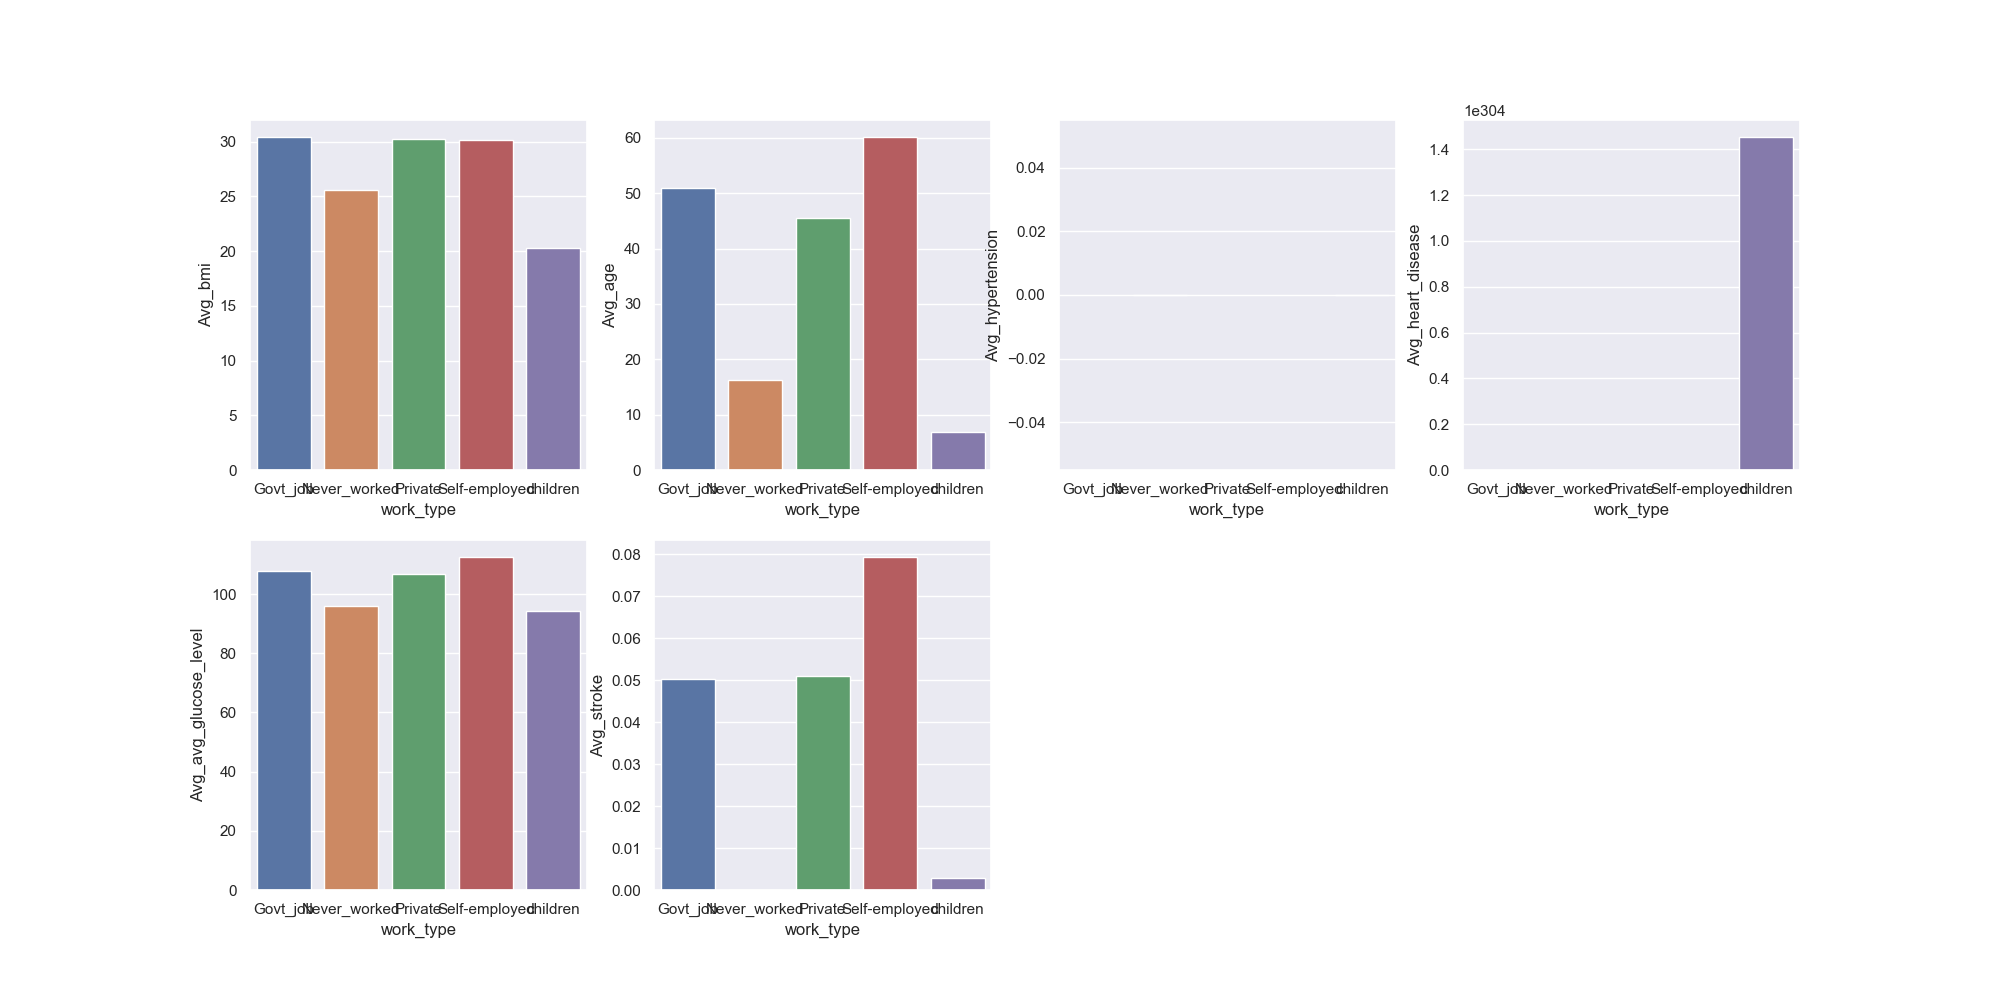 30
25
20
15
10
5
0
Avg_bmi
Govt_job Never_worked Private Self-employed children
work_type
60
50
40
30
20
10
0
Avg_age
Govt_job Never_worked Private Self-employed children
work_type
0.04
0.02
0.00
−0.02
−0.04
Avg_hypertension
Govt_job Never_worked Private Self-employed children
work_type
1e304
1.4
1.2
1.0
0.8
0.6
0.4
0.2
0.0
Avg_heart_disease
Govt_job Never_worked Private Self-employed children
work_type
100
80
60
40
20
0
Avg_avg_glucose_level
Govt_job Never_worked Private Self-employed children
work_type
0.08
0.07
0.06
0.05
0.04
0.03
0.02
0.01
0.00
Avg_stroke
Govt_job Never_worked Private Self-employed children
work_type